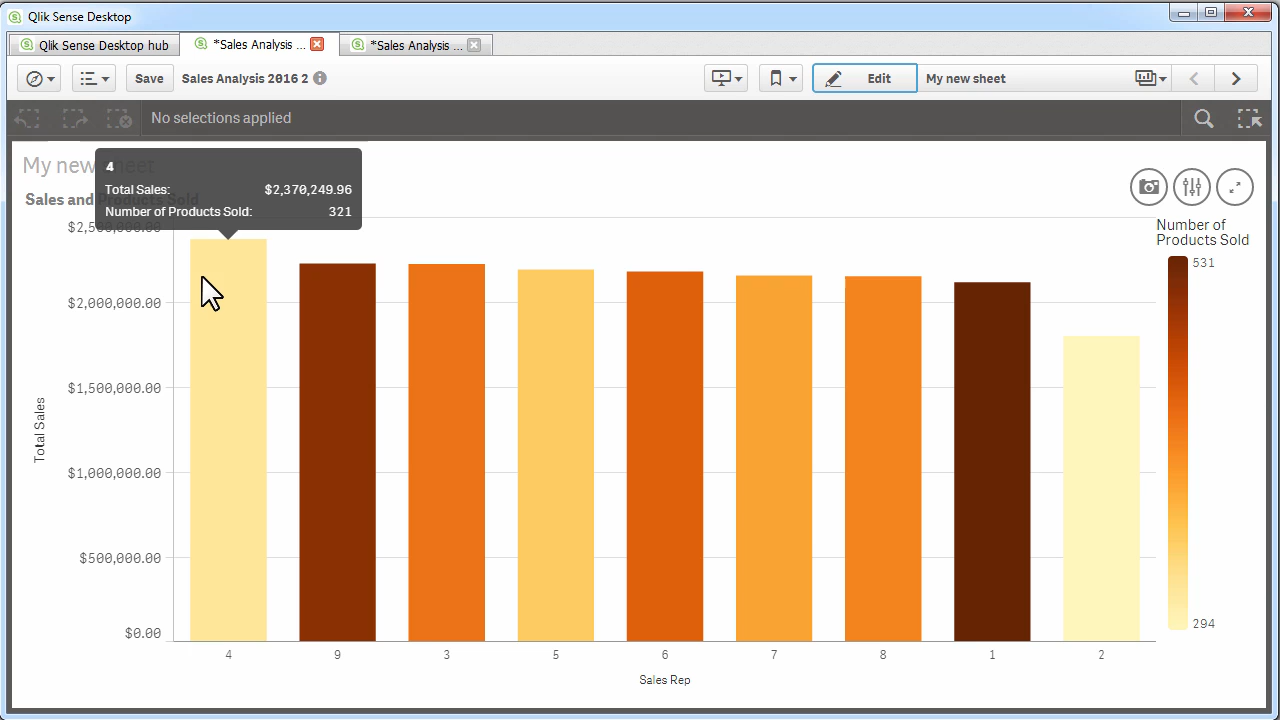 Qlik Sense Desktop
Qlik Sense Desktop hub
*Sales Analysis ...
*Sales Analysis ...
Save
Sales Analysis 2016 2
Edit
My new sheet
No selections applied
My new sheet
Sales and Products Sold
4
Total Sales: $2,370,249.96
Number of Products Sold: 321
Number of
Products Sold
531
294
$2,500,000.00
$2,000,000.00
$1,500,000.00
$1,000,000.00
$500,000.00
$0.00
Total Sales
4 9 3 5 6 7 8 1 2
Sales Rep